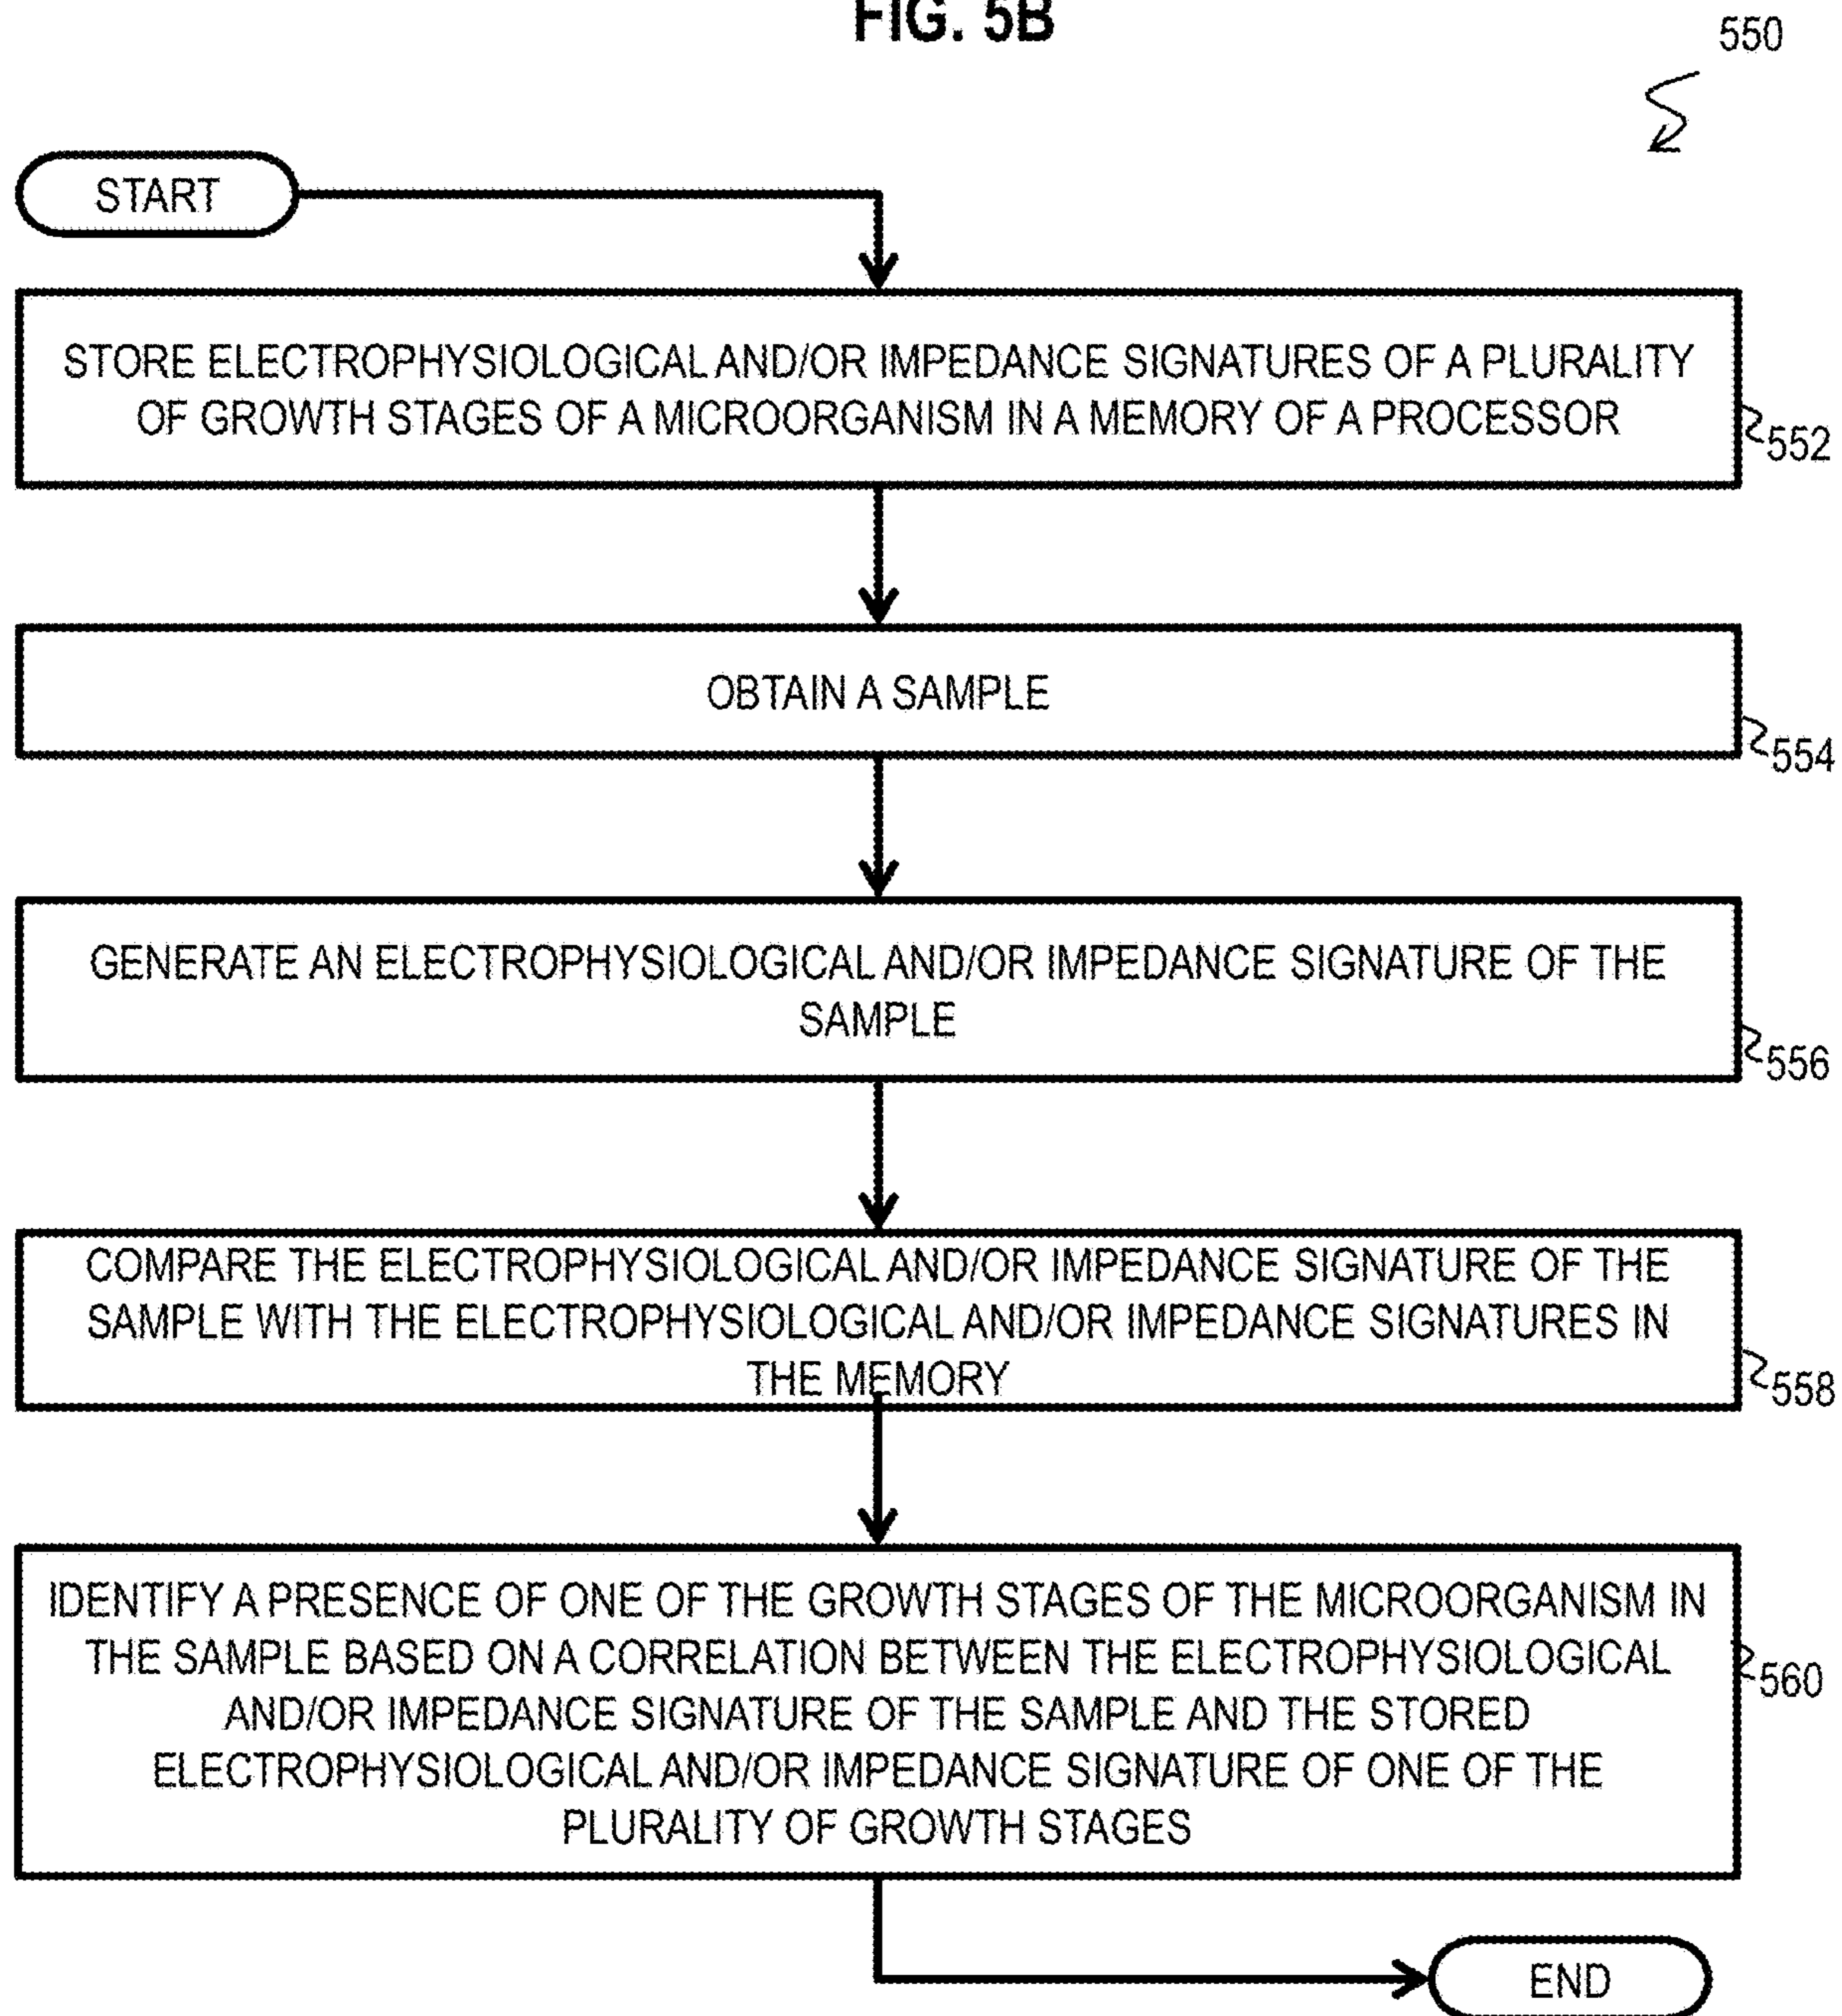 FIG. 5B
550
START
STORE ELECTROPHYSIOLOGICAL AND/OR IMPEDANCE SIGNATURES OF A PLURALITY
OF GROWTH STAGES OF A MICROORGANISM IN A MEMORY OF A PROCESSOR
552
OBTAIN A SAMPLE
554
GENERATE AN ELECTROPHYSIOLOGICAL AND/OR IMPEDANCE SIGNATURE OF THE
SAMPLE
556
COMPARE THE ELECTROPHYSIOLOGICAL AND/OR IMPEDANCE SIGNATURE OF THE
SAMPLE WITH THE ELECTROPHYSIOLOGICAL AND/OR IMPEDANCE SIGNATURES IN
THE MEMORY
558
IDENTIFY A PRESENCE OF ONE OF THE GROWTH STAGES OF THE MICROORGANISM IN
THE SAMPLE BASED ON A CORRELATION BETWEEN THE ELECTROPHYSIOLOGICAL
AND/OR IMPEDANCE SIGNATURE OF THE SAMPLE AND THE STORED
ELECTROPHYSIOLOGICAL AND/OR IMPEDANCE SIGNATURE OF ONE OF THE
PLURALITY OF GROWTH STAGES
560
END